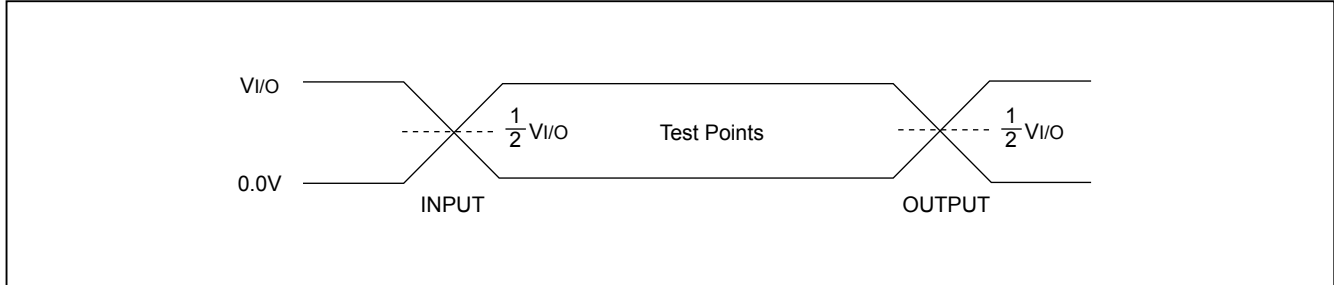 VI/O
1/2 VI/O Test Points 1/2 VI/O
0.0V
INPUT OUTPUT